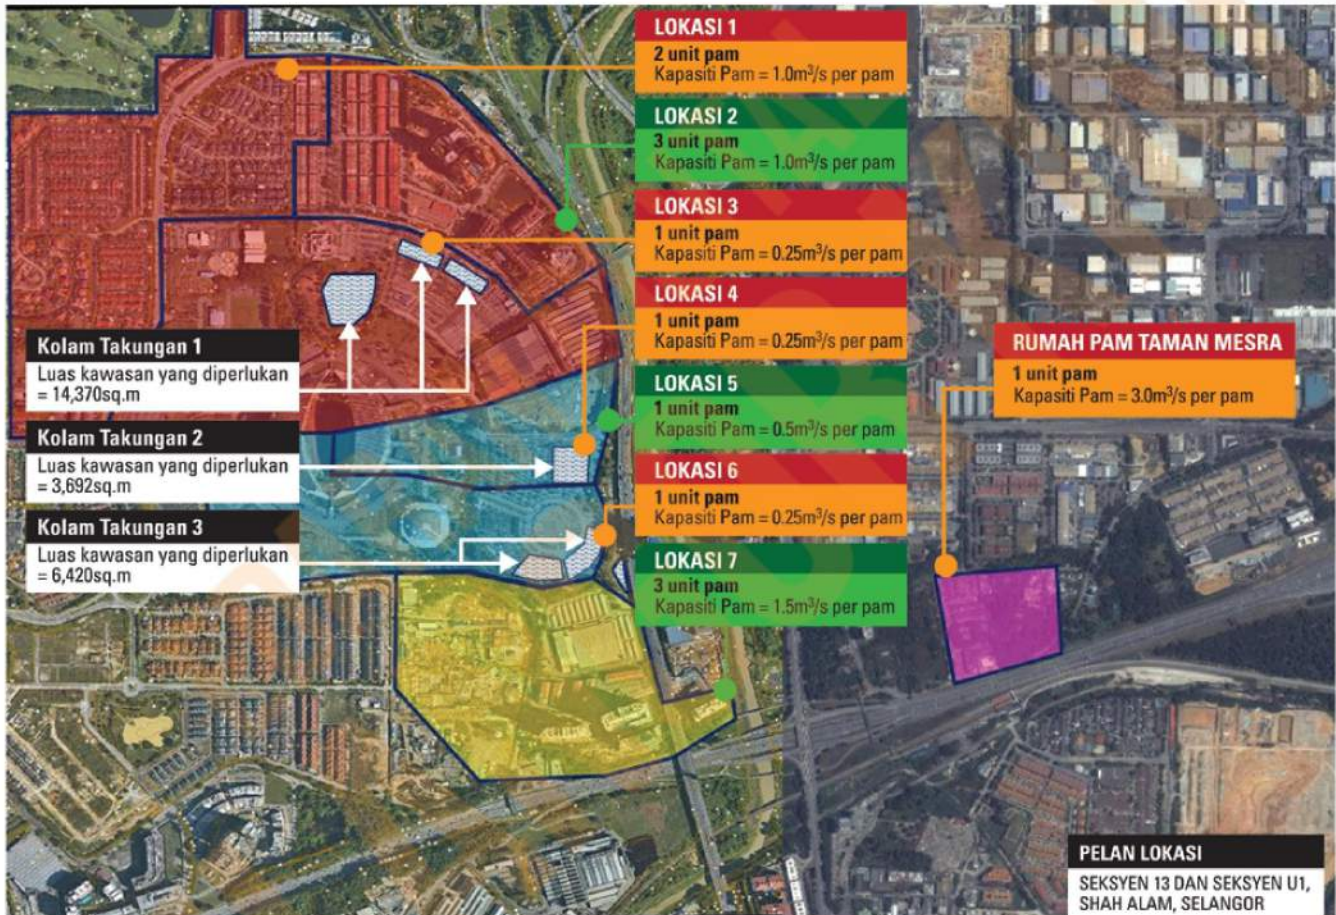 LOKASI 1
2 unit pam
Kapasiti Pam = 1.0m³/s per pam
LOKASI 2
3 unit pam
Kapasiti Pam = 1.0m³/s per pam
LOKASI 3
1 unit pam
Kapasiti Pam = 0.25m³/s per pam
LOKASI 4
1 unit pam
Kapasiti Pam = 0.25m³/s per pam
LOKASI 5
1 unit pam
Kapasiti Pam = 0.5m³/s per pam
LOKASI 6
1 unit pam
Kapasiti Pam = 0.25m³/s per pam
LOKASI 7
3 unit pam
Kapasiti Pam = 1.5m³/s per pam
Kolam Takungan 1
Luas kawasan yang diperlukan
= 14,370sq.m
Kolam Takungan 2
Luas kawasan yang diperlukan
= 3,692sq.m
Kolam Takungan 3
Luas kawasan yang diperlukan
= 6,420sq.m
RUMAH PAM TAMAN MESRA
1 unit pam
Kapasiti Pam = 3.0m³/s per pam
PELAN LOKASI
SEKSYEN 13 DAN SEKSYEN U1,
SHAH ALAM, SELANGOR